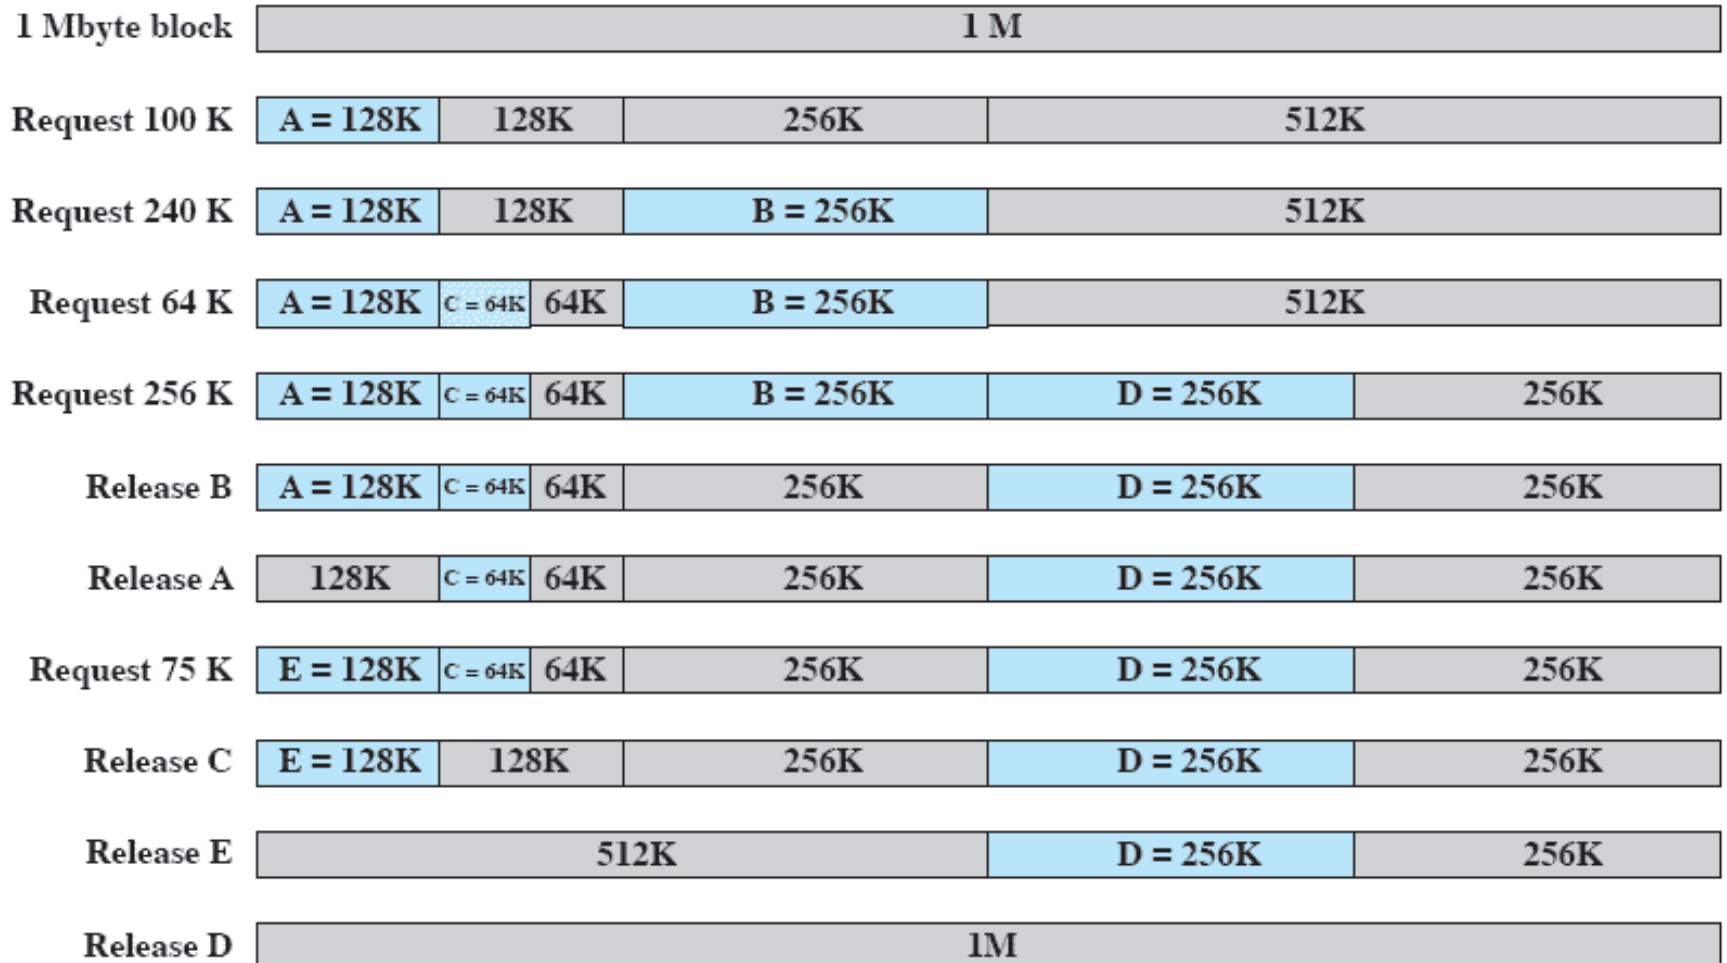 1 Mbyte block 1 M
Request 100 K A = 128K 128K 256K 512K
Request 240 K A = 128K 128K B = 256K 512K
Request 64 K A = 128K C = 64K 64K B = 256K 512K
Request 256 K A = 128K C = 64K 64K B = 256K D = 256K 256K
Release B A = 128K C = 64K 64K 256K D = 256K 256K
Release A 128K C = 64K 64K 256K D = 256K 256K
Request 75 K E = 128K C = 64K 64K 256K D = 256K 256K
Release C E = 128K 128K 256K D = 256K 256K
Release E 512K D = 256K 256K
Release D 1M